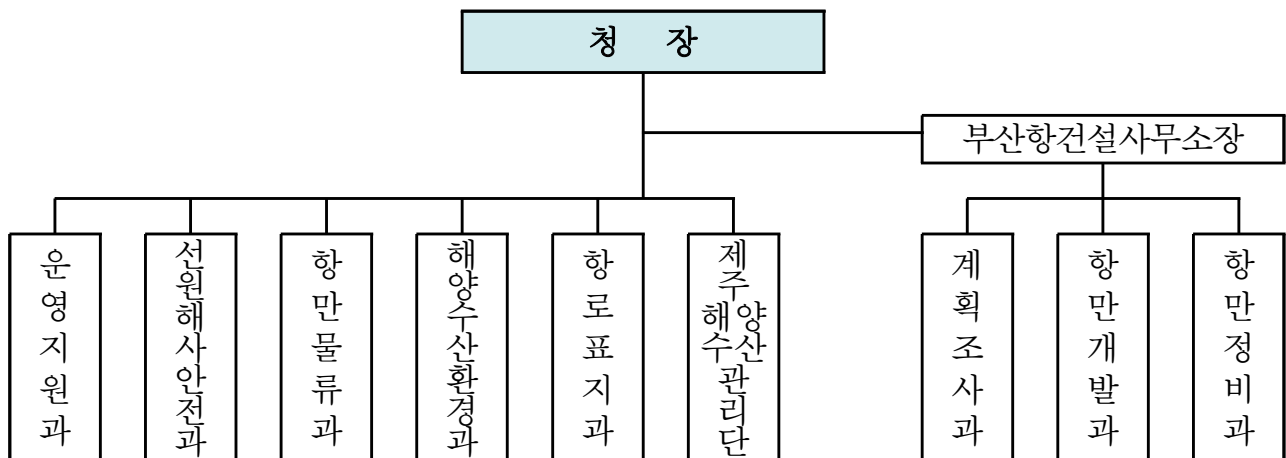 청 장
부산항건설사무소장
운영지원과
선원해사안전과
항만물류과
해양수산환경과
항로표지과
제주해양수산관리단
계획조사과
항만개발과
항만정비과